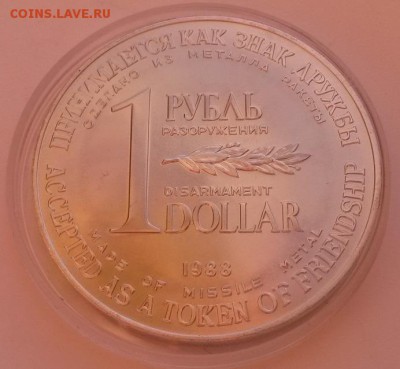 COINS.LAVE.RU
ПРИНИМАЕТСЯ КАК ЗНАК ДРУЖБЫ
СДЕЛАНО ИЗ МЕТАЛЛА РАКЕТЫ
1 РУБЛЬ
РАЗОРУЖЕНИЯ
DISARMAMENT
DOLLAR
1988
MADE OF MISSILE METAL
ACCEPTED AS A TOKEN OF FRIENDSHIP